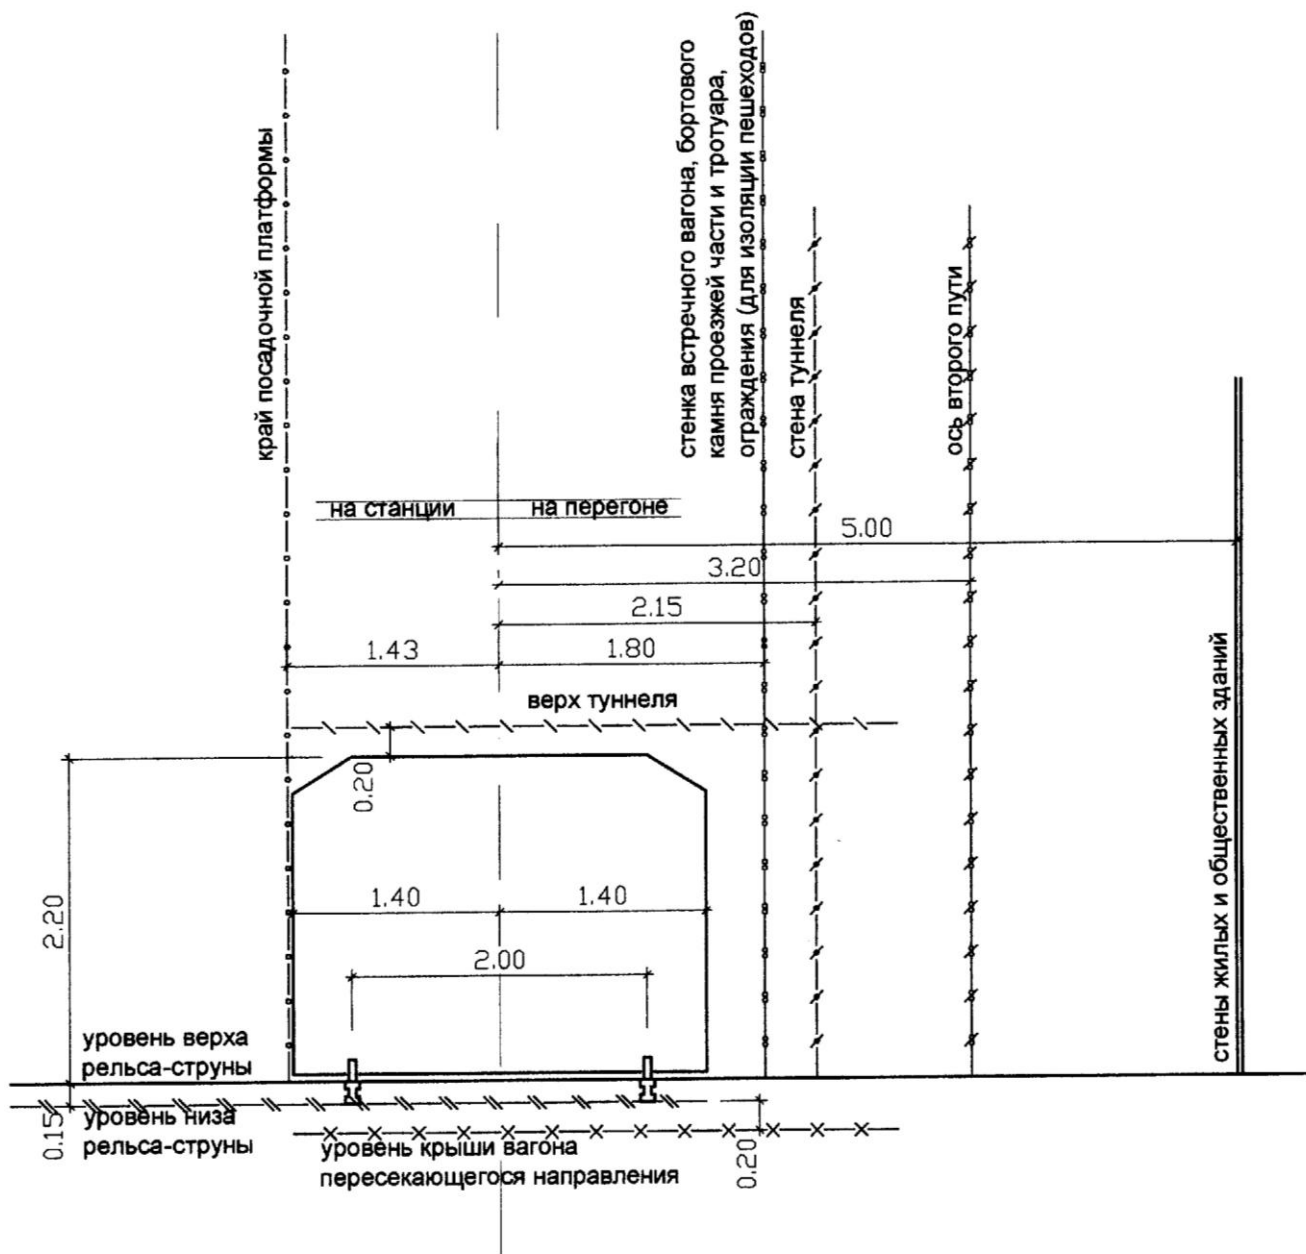 край посадочной платформы
стенка встречного вагона, бортового
камня проезжей части и тротуара,
ограждения (для изоляции пешеходов)
стена туннеля
ось второго пути
на станции
на перегоне
5.00
3.20
2.15
1.43
1.80
верх туннеля
0.20
2.20
1.40
1.40
2.00
стены жилых и общественных зданий
уровень верха
рельса-струны
0.15
уровень низа
рельса-струны
уровень крыши вагона
пересекающегося направления
0.20